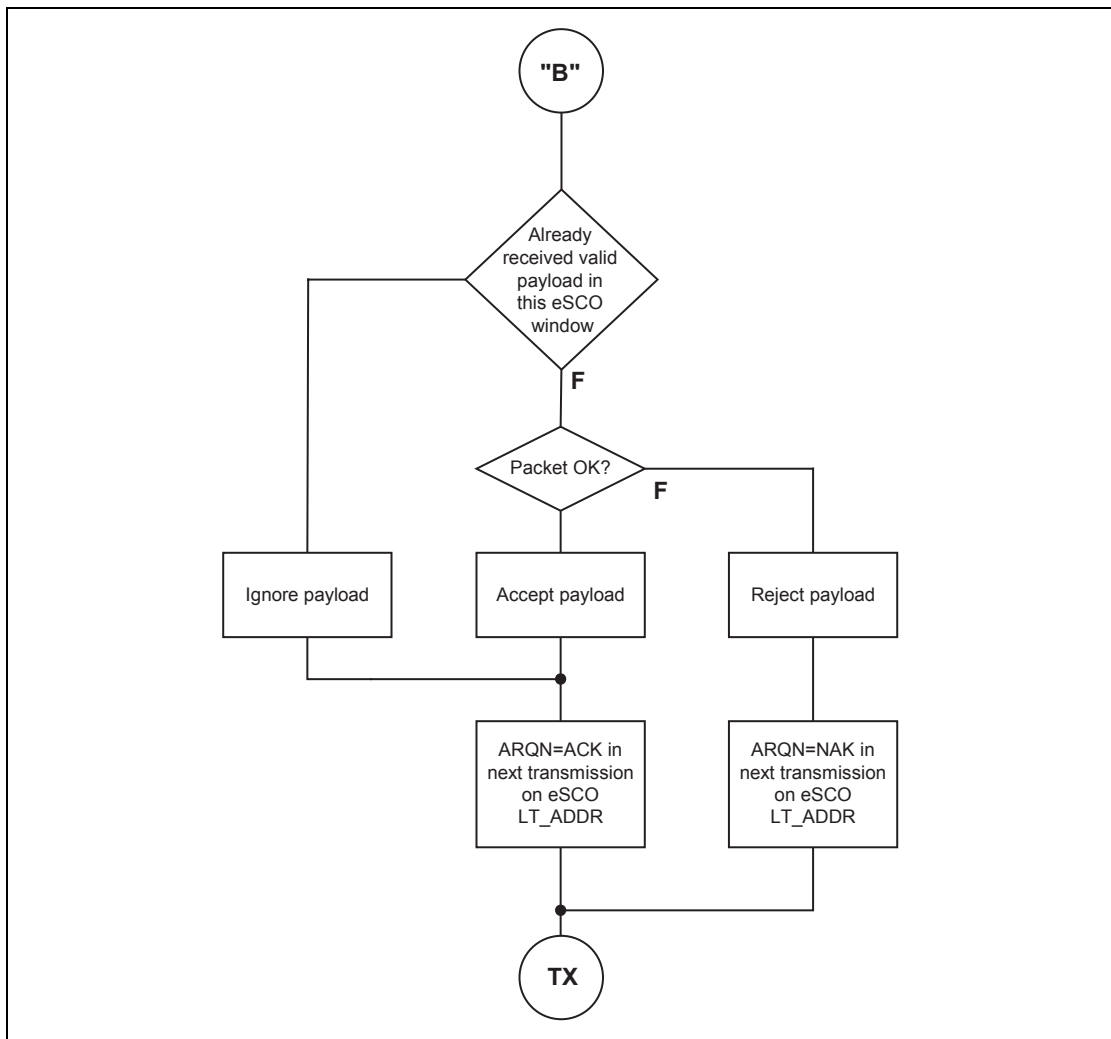 "B"
Already
received valid
payload in
this eSCO
window
F
Packet OK?
F
Ignore payload
Accept payload
Reject payload
ARQN=ACK in
next transmission
on eSCO
LT_ADDR
ARQN=NAK in
next transmission
on eSCO
LT_ADDR
TX